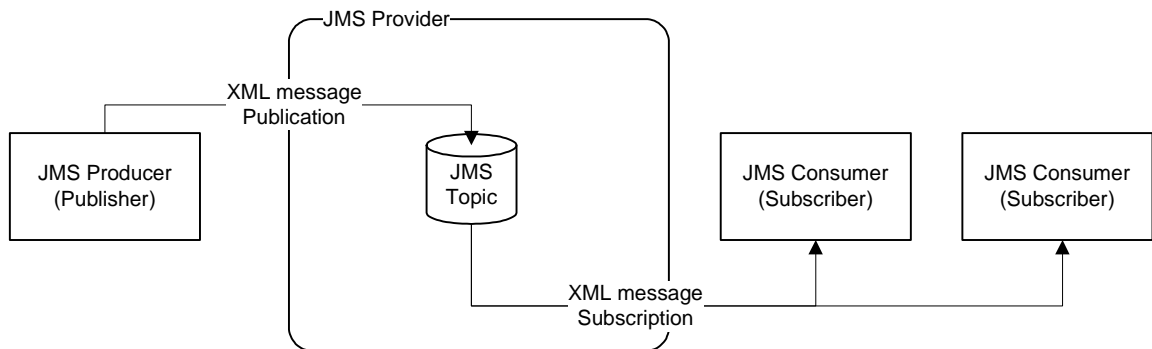 JMS Provider
XML message
Publication
JMS Producer
(Publisher)
JMS
Topic
JMS Consumer
(Subscriber)
JMS Consumer
(Subscriber)
XML message
Subscription